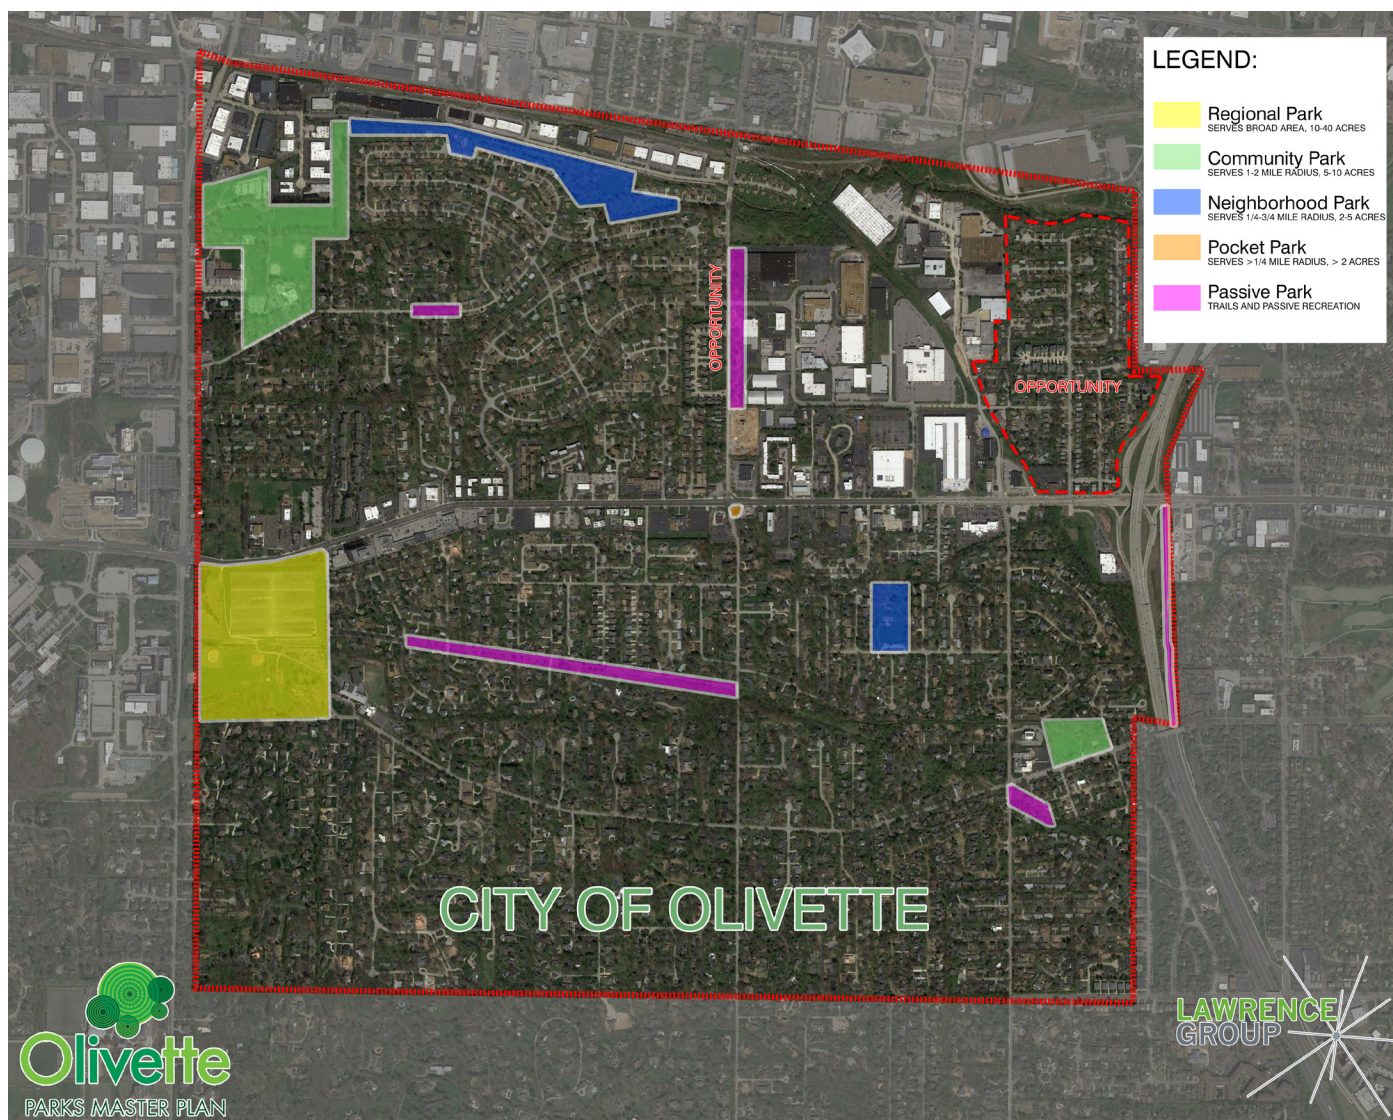 LEGEND:
Regional Park
SERVES BROAD AREA, 10-40 ACRES
Community Park
SERVES 1-2 MILE RADIUS, 5-10 ACRES
Neighborhood Park
SERVES 1/4-3/4 MILE RADIUS, 2-5 ACRES
Pocket Park
SERVES >1/4 MILE RADIUS, > 2 ACRES
Passive Park
TRAILS AND PASSIVE RECREATION
OPPORTUNITY
OPPORTUNITY
CITY OF OLIVETTE
Olivette
PARKS MASTER PLAN
LAWRENCE
GROUP